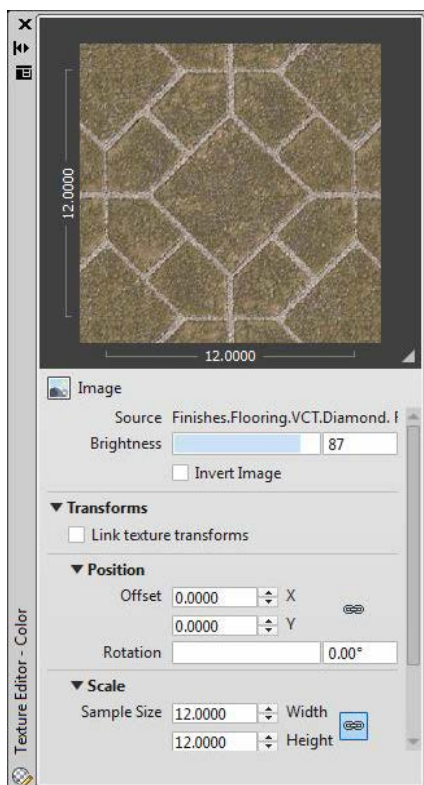 12.0000
12.0000
Image
Source Finishes.Flooring.VCT.Diamond.
Brightness 87
Invert Image
Transforms
Link texture transforms
Position
Offset 0.0000 X
0.0000 Y
Rotation 0.00°
Scale
Sample Size 12.0000 Width
12.0000 Height
Texture Editor - Color